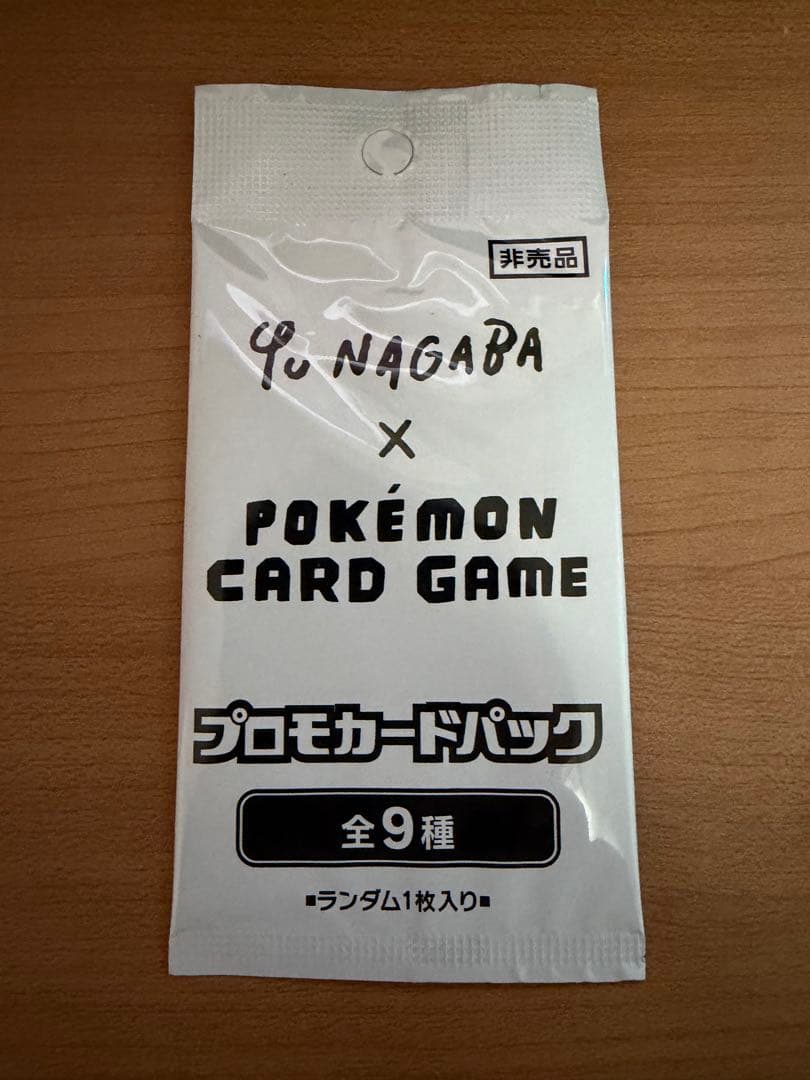 非売品
Yu NAGABA
×
POKÉMON
CARD GAME
プロモカードパック
全9種
■ランダム1枚入り■